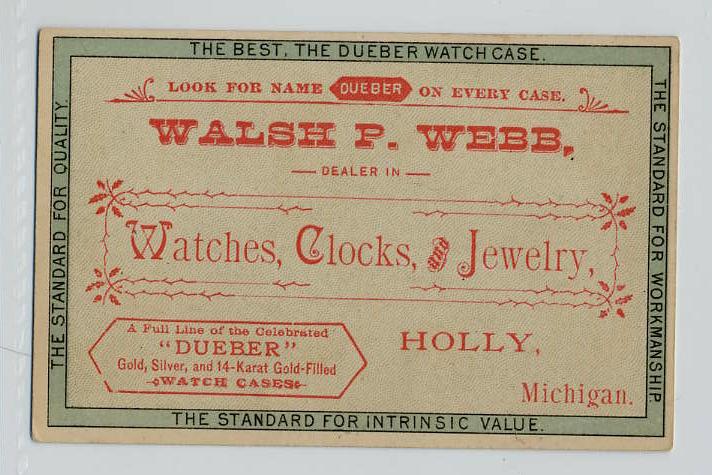 THE BEST, THE DUEBER WATCH CASE.
LOOK FOR NAME DUEBER ON EVERY CASE.
WALSH P. WEBB,
DEALER IN
Watches, Clocks, and Jewelry,
A Full Line of the Celebrated
"DUEBER"
Gold, Silver, and 14-Karat Gold-Filled
WATCH CASES
HOLLY,
Michigan.
THE STANDARD FOR QUALITY.
THE STANDARD FOR WORKMANSHIP.
THE STANDARD FOR INTRINSIC VALUE.